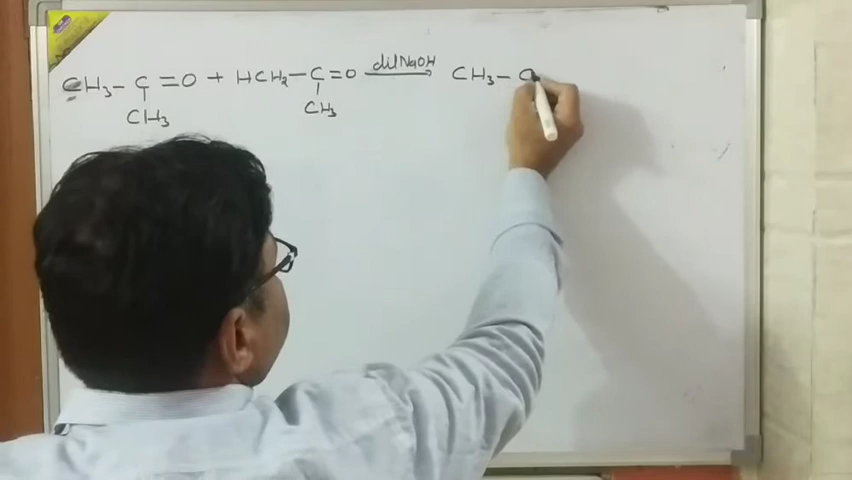 CH₃–C=O + HCH₂–C=O dil NaOH → CH₃–C
CH₃ CH₃